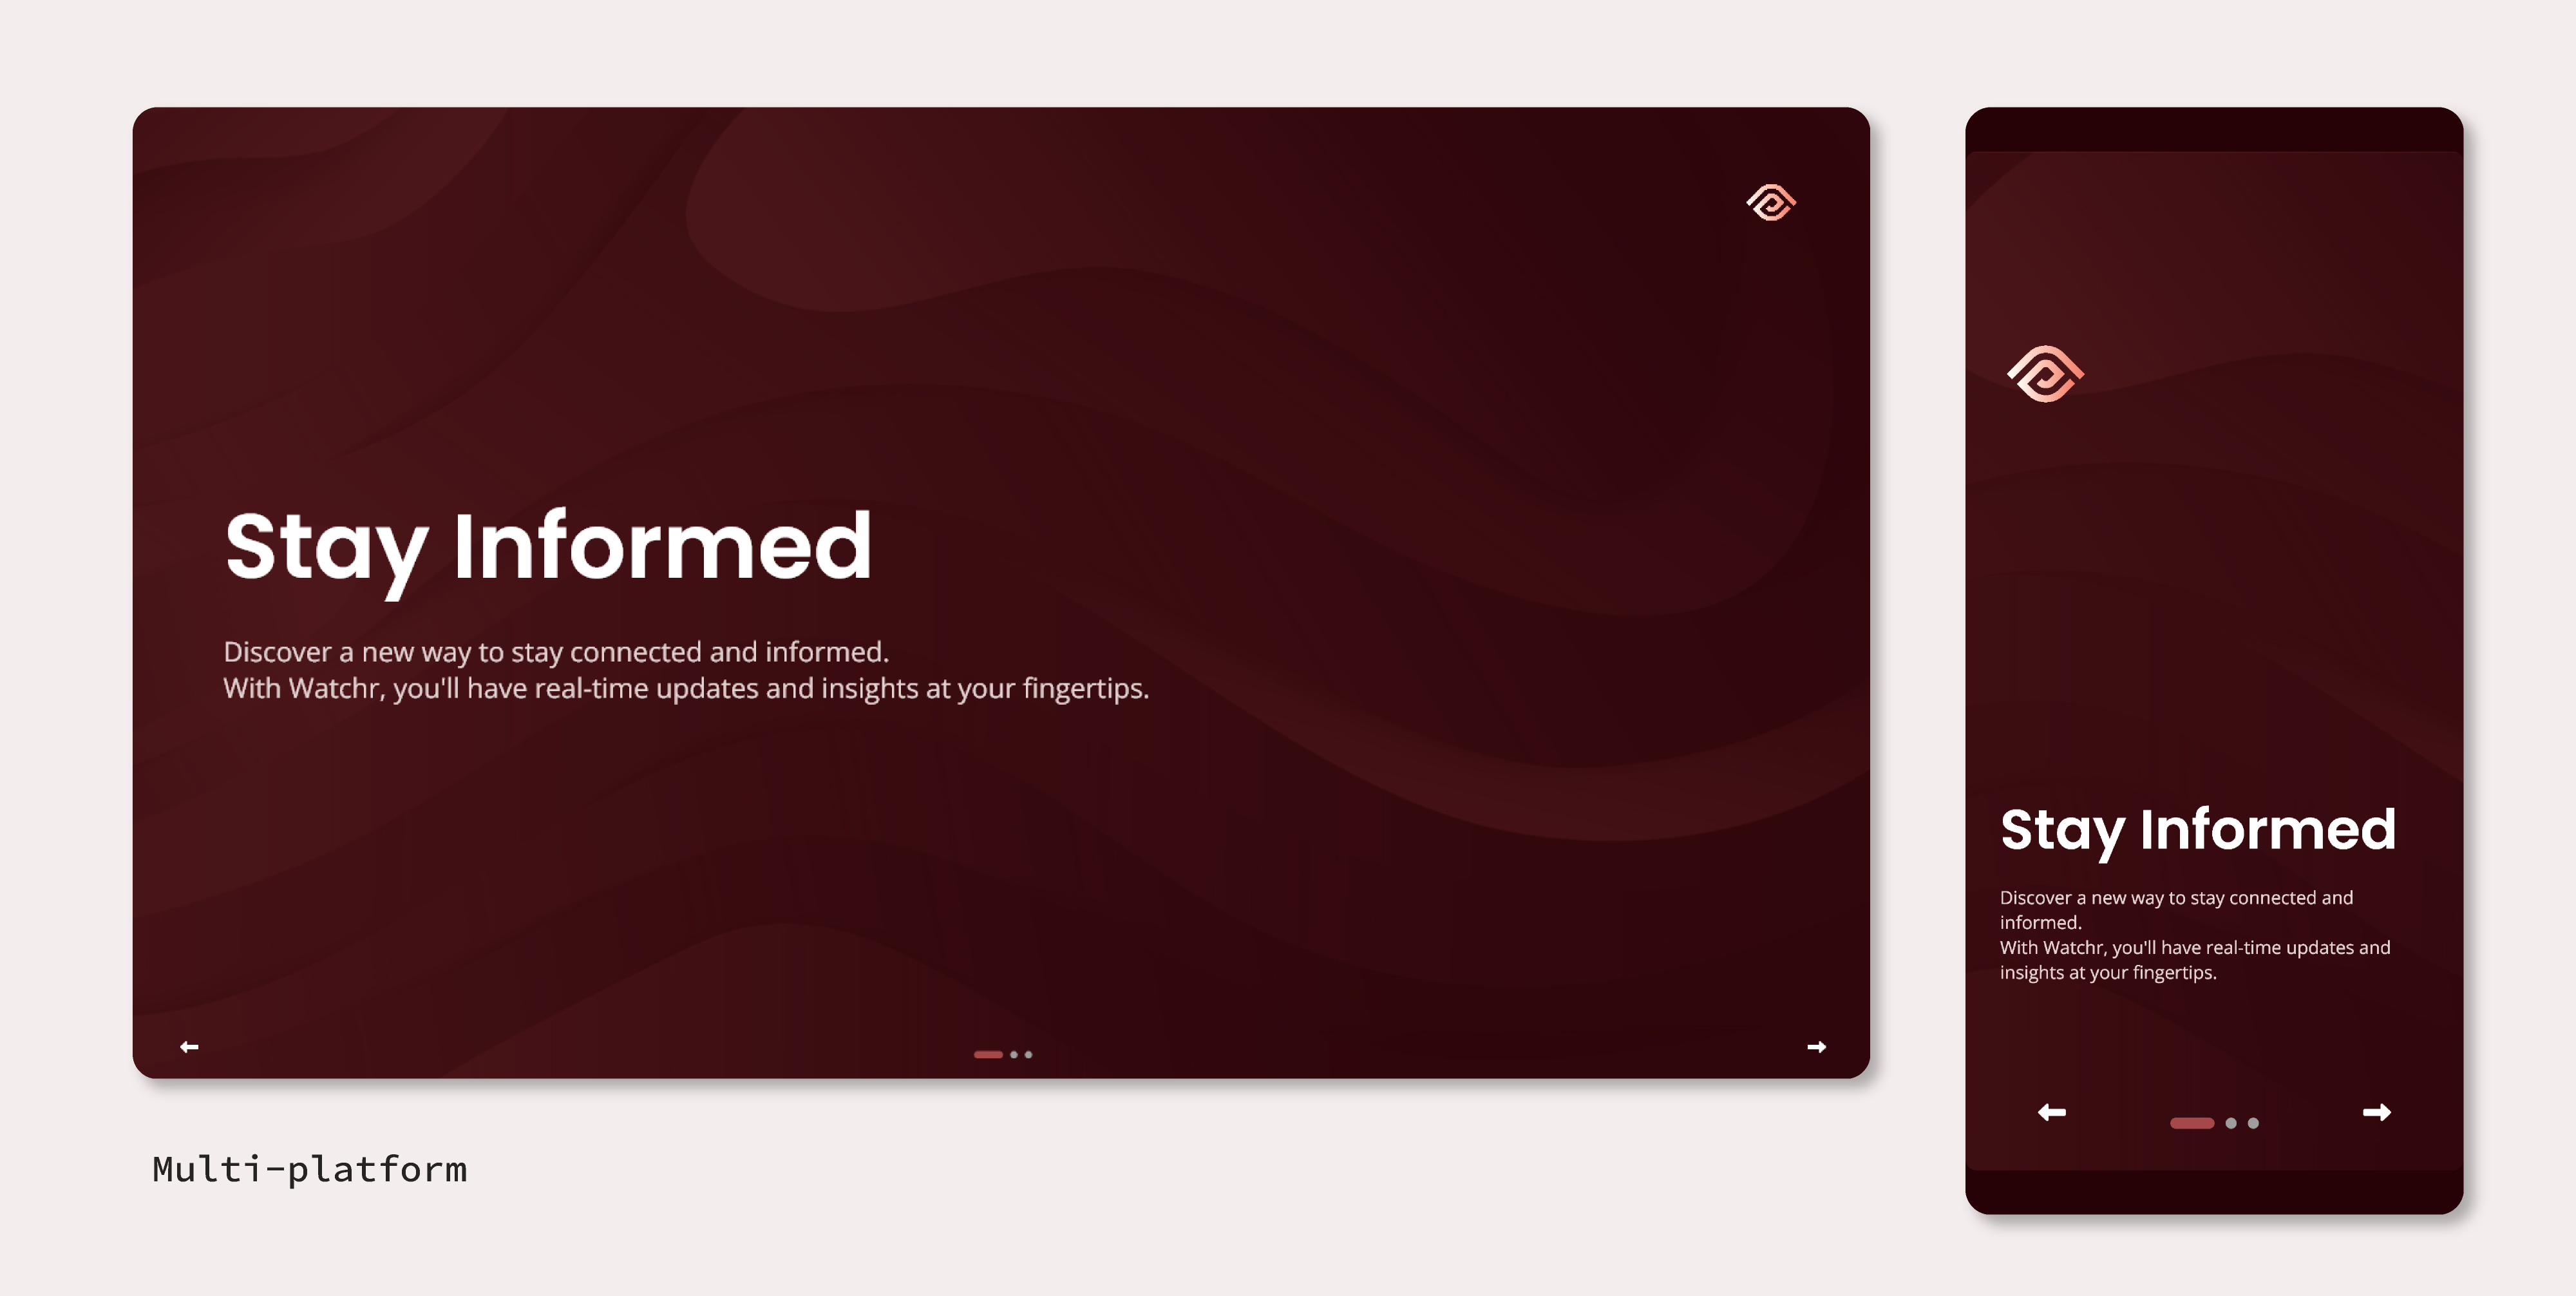 Stay Informed
Discover a new way to stay connected and informed.
With Watchr, you'll have real-time updates and insights at your fingertips.
Multi-platform
Stay Informed
Discover a new way to stay connected and
informed.
With Watchr, you'll have real-time updates and
insights at your fingertips.